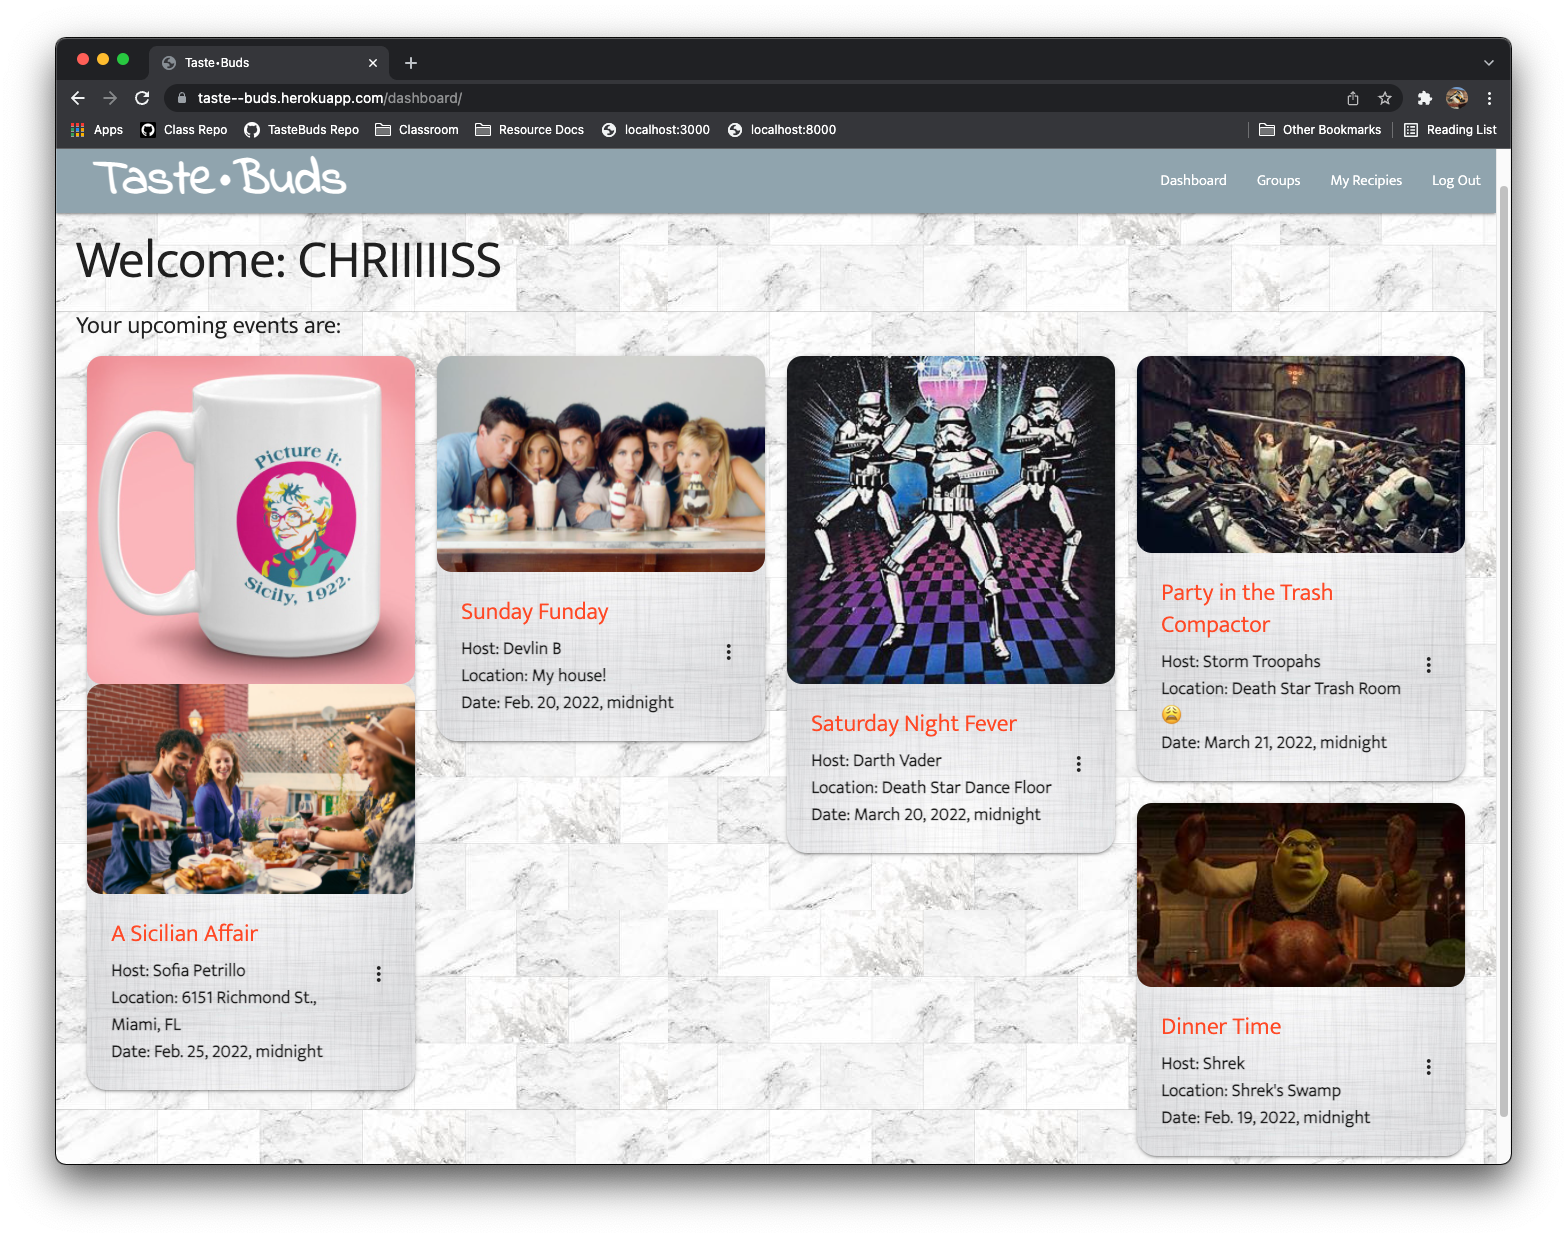 Taste•Buds
taste--buds.herokuapp.com/dashboard/
Apps
Class Repo
TasteBuds Repo
Classroom
Resource Docs
localhost:3000
localhost:8000
Other Bookmarks
Reading List
Taste•Buds
Dashboard
Groups
My Recipies
Log Out
Welcome: CHRIIIIISS
Your upcoming events are:
Picture it:
Sicily, 1922.
A Sicilian Affair
Host: Sofia Petrillo
Location: 6151 Richmond St.,
Miami, FL
Date: Feb. 25, 2022, midnight
Sunday Funday
Host: Devlin B
Location: My house!
Date: Feb. 20, 2022, midnight
Saturday Night Fever
Host: Darth Vader
Location: Death Star Dance Floor
Date: March 20, 2022, midnight
Party in the Trash
Compactor
Host: Storm Troopahs
Location: Death Star Trash Room
😩
Date: March 21, 2022, midnight
Dinner Time
Host: Shrek
Location: Shrek's Swamp
Date: Feb. 19, 2022, midnight